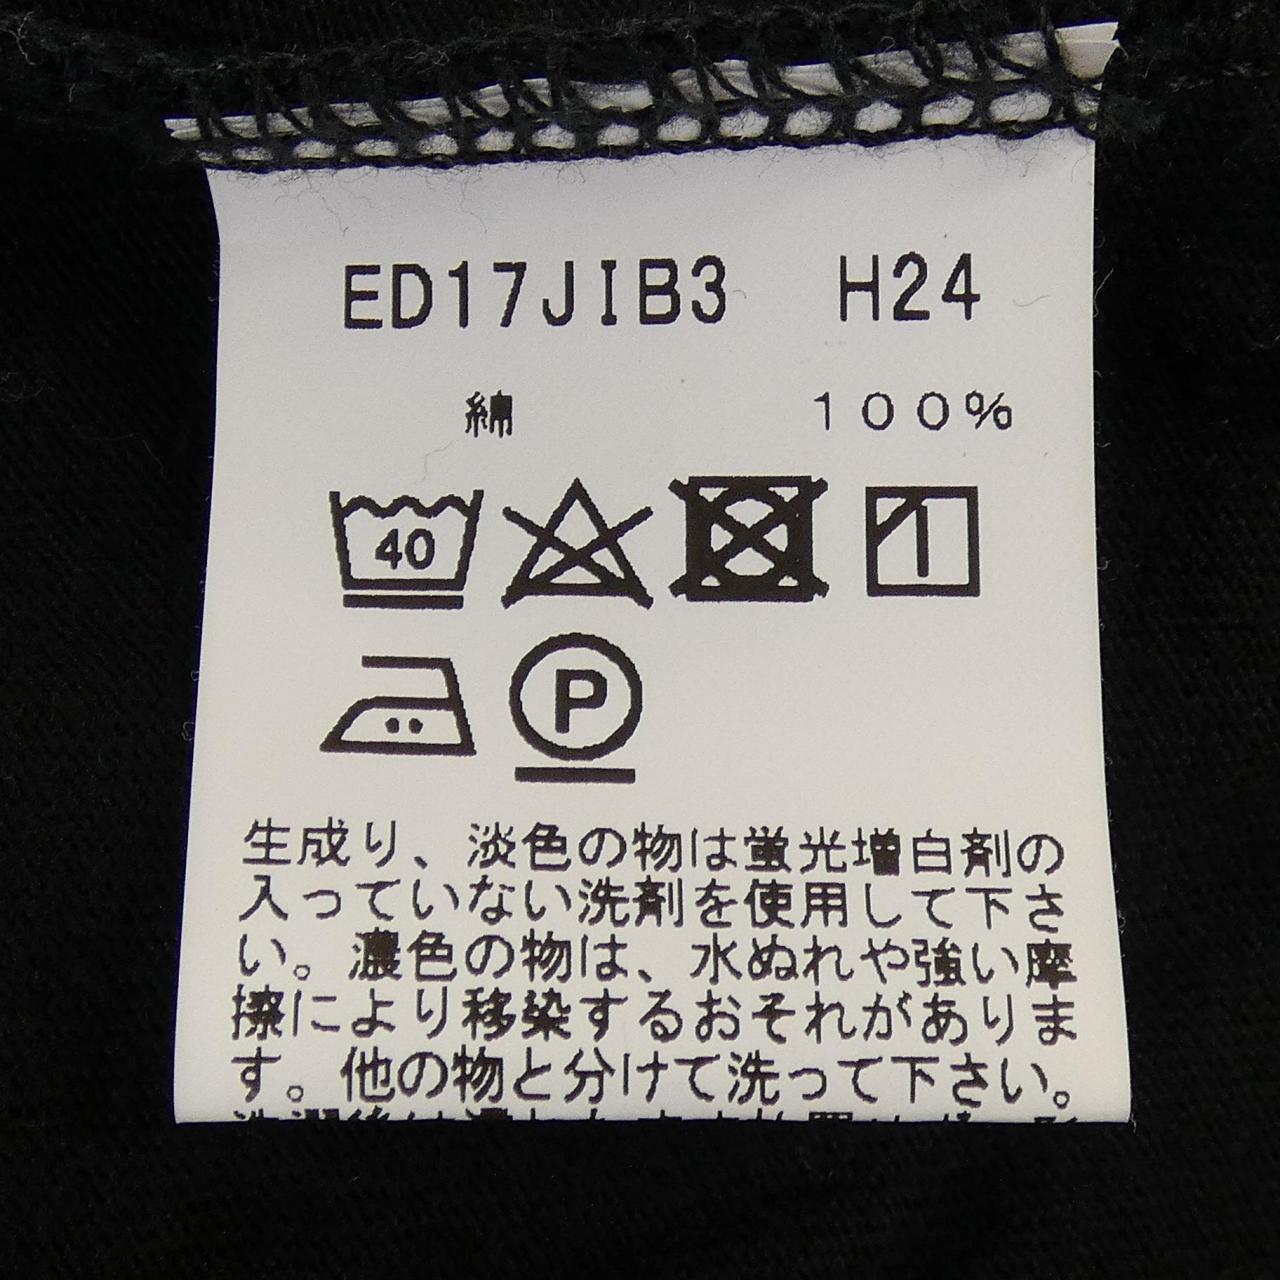 ED17JIB3 H24
綿 100%
40
P
生成り、淡色の物は蛍光増白剤の
入っていない洗剤を使用して下さ
い。濃色の物は、水ぬれや強い摩
擦により移染するおそれがありま
す。他の物と分けて洗って下さい。